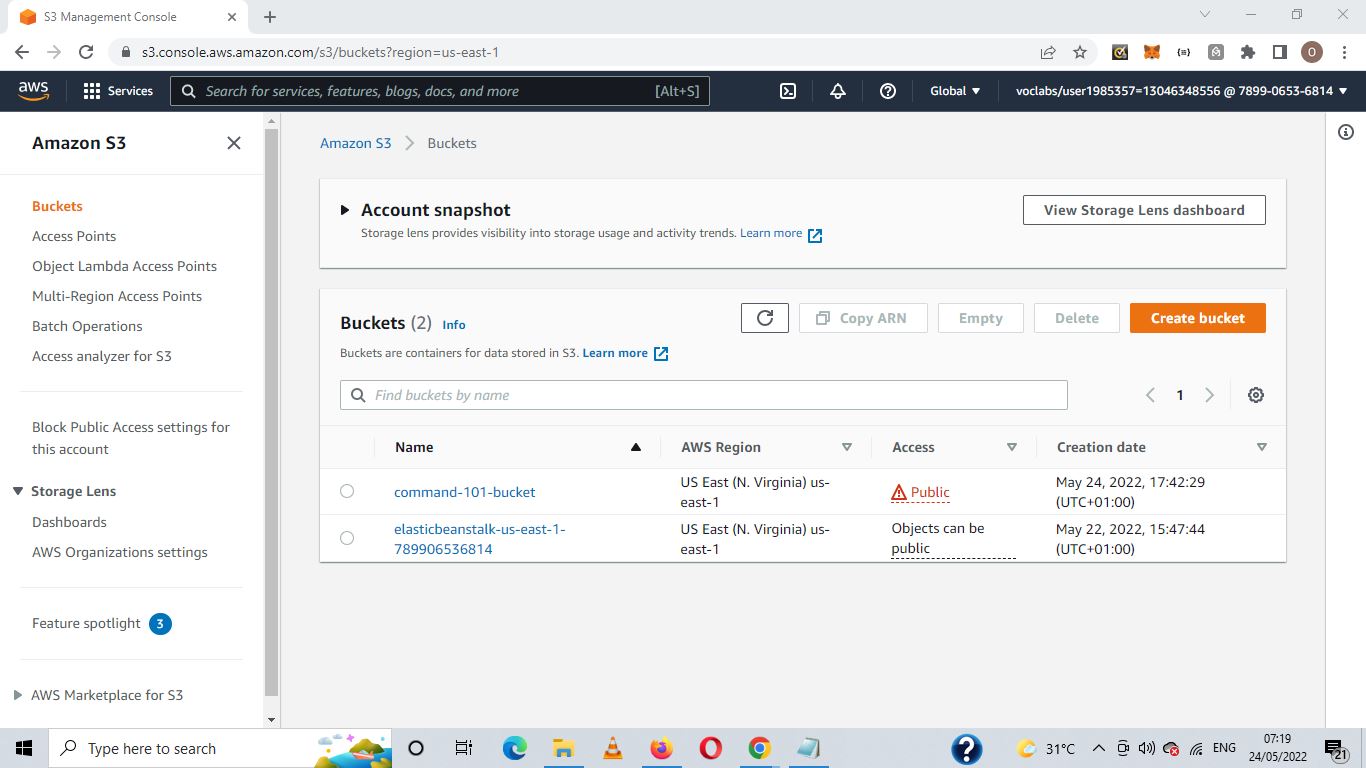 S3 Management Console
s3.console.aws.amazon.com/s3/buckets?region=us-east-1
O
aws
Services
Search for services, features, blogs, docs, and more
[Alt+S]
Global
voclabs/user1985357=13046348556 @ 7899-0653-6814
Amazon S3
Buckets
Access Points
Object Lambda Access Points
Multi-Region Access Points
Batch Operations
Access analyzer for S3
Block Public Access settings for
this account
Storage Lens
Dashboards
AWS Organizations settings
Feature spotlight 3
AWS Marketplace for S3
Amazon S3 > Buckets
Account snapshot
Storage lens provides visibility into storage usage and activity trends. Learn more
View Storage Lens dashboard
Buckets (2) Info
Copy ARN
Empty
Delete
Create bucket
Buckets are containers for data stored in S3. Learn more
Find buckets by name
1
Name
AWS Region
Access
Creation date
command-101-bucket
US East (N. Virginia) us-
east-1
Public
May 24, 2022, 17:42:29
(UTC+01:00)
elasticbeanstalk-us-east-1-
789906536814
US East (N. Virginia) us-
east-1
Objects can be
public
May 22, 2022, 15:47:44
(UTC+01:00)
Type here to search
31°C
ENG
07:19
24/05/2022
21